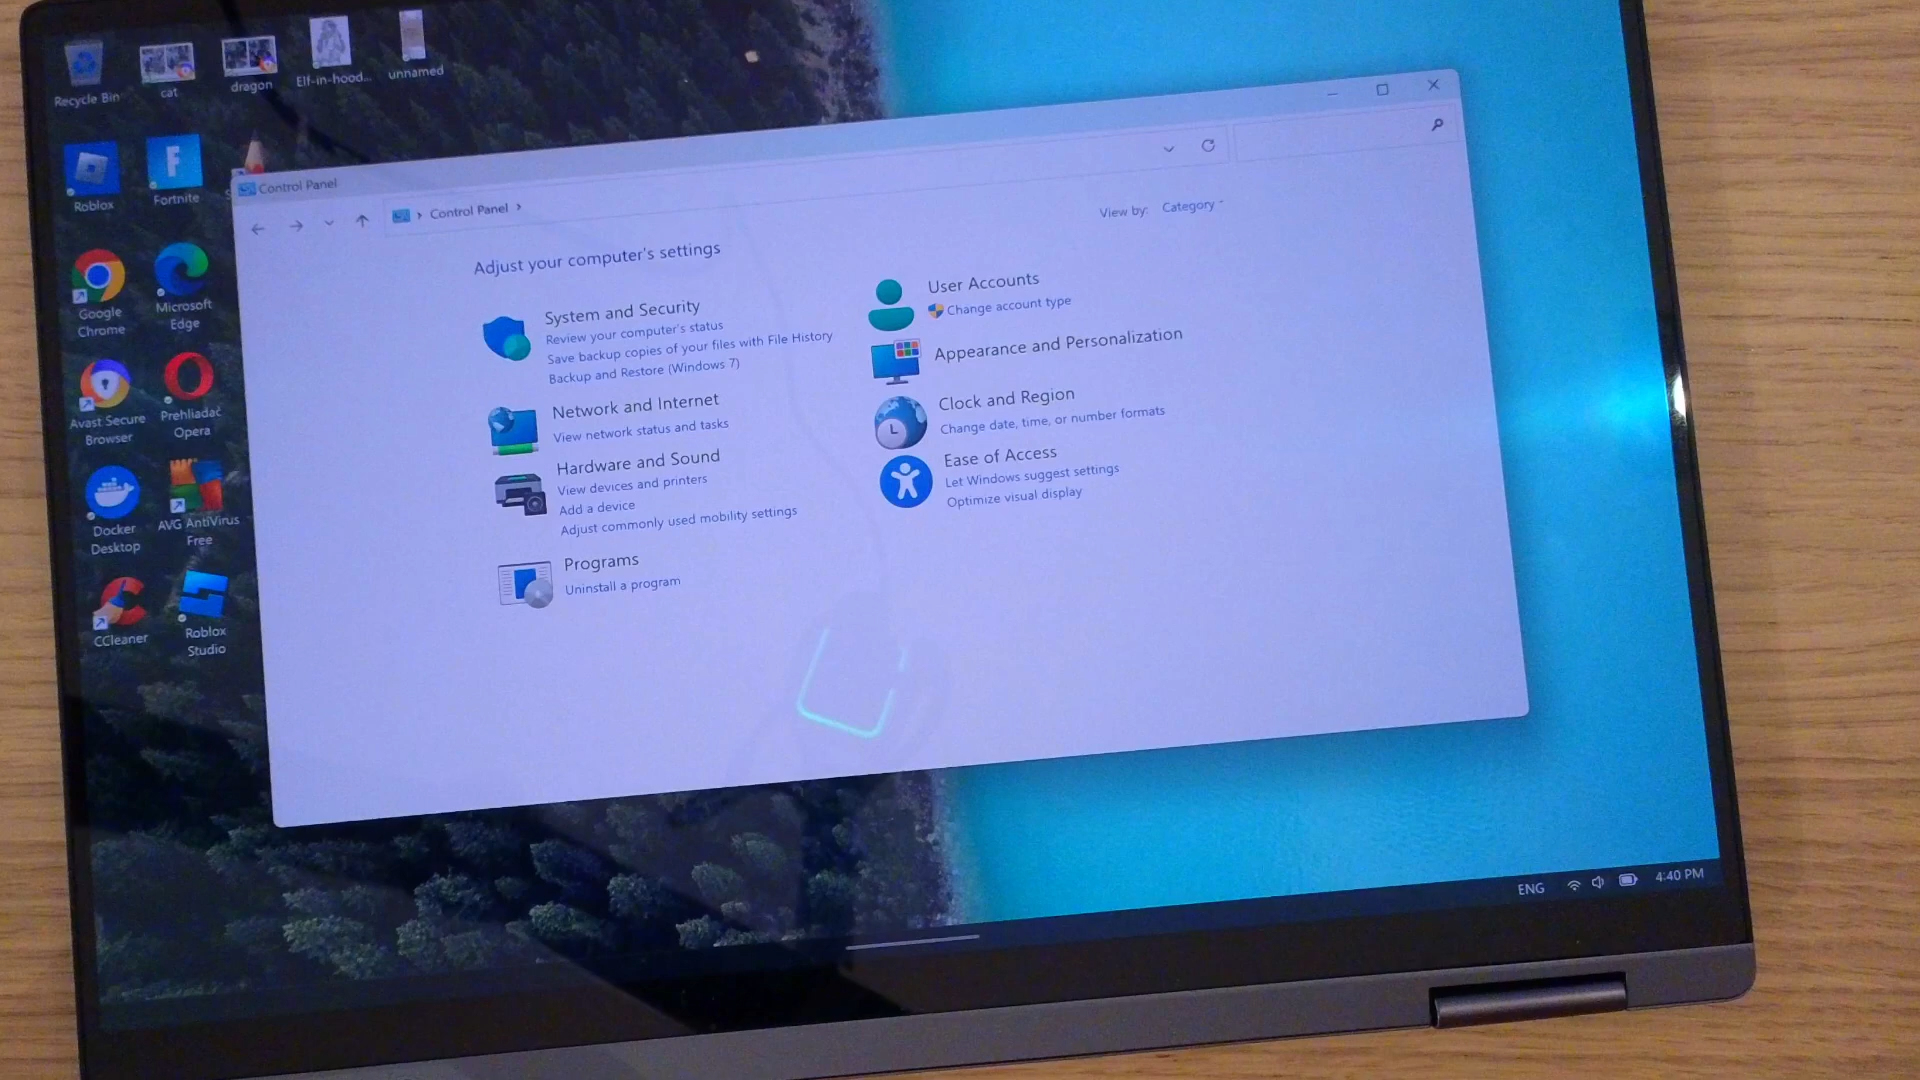 Recycle Bin
cat
dragon
Elf-in-hood...
unnamed
Roblox
Fortnite
Google
Chrome
Microsoft
Edge
Avast Secure
Browser
Prehliadač
Opera
Docker
Desktop
AVG AntiVirus
Free
CCleaner
Roblox
Studio
Control Panel
Control Panel
View by: Category
Adjust your computer's settings
System and Security
Review your computer's status
Save backup copies of your files with File History
Backup and Restore (Windows 7)
Network and Internet
View network status and tasks
Hardware and Sound
View devices and printers
Add a device
Adjust commonly used mobility settings
Programs
Uninstall a program
User Accounts
Change account type
Appearance and Personalization
Clock and Region
Change date, time, or number formats
Ease of Access
Let Windows suggest settings
Optimize visual display
ENG
4:40 PM